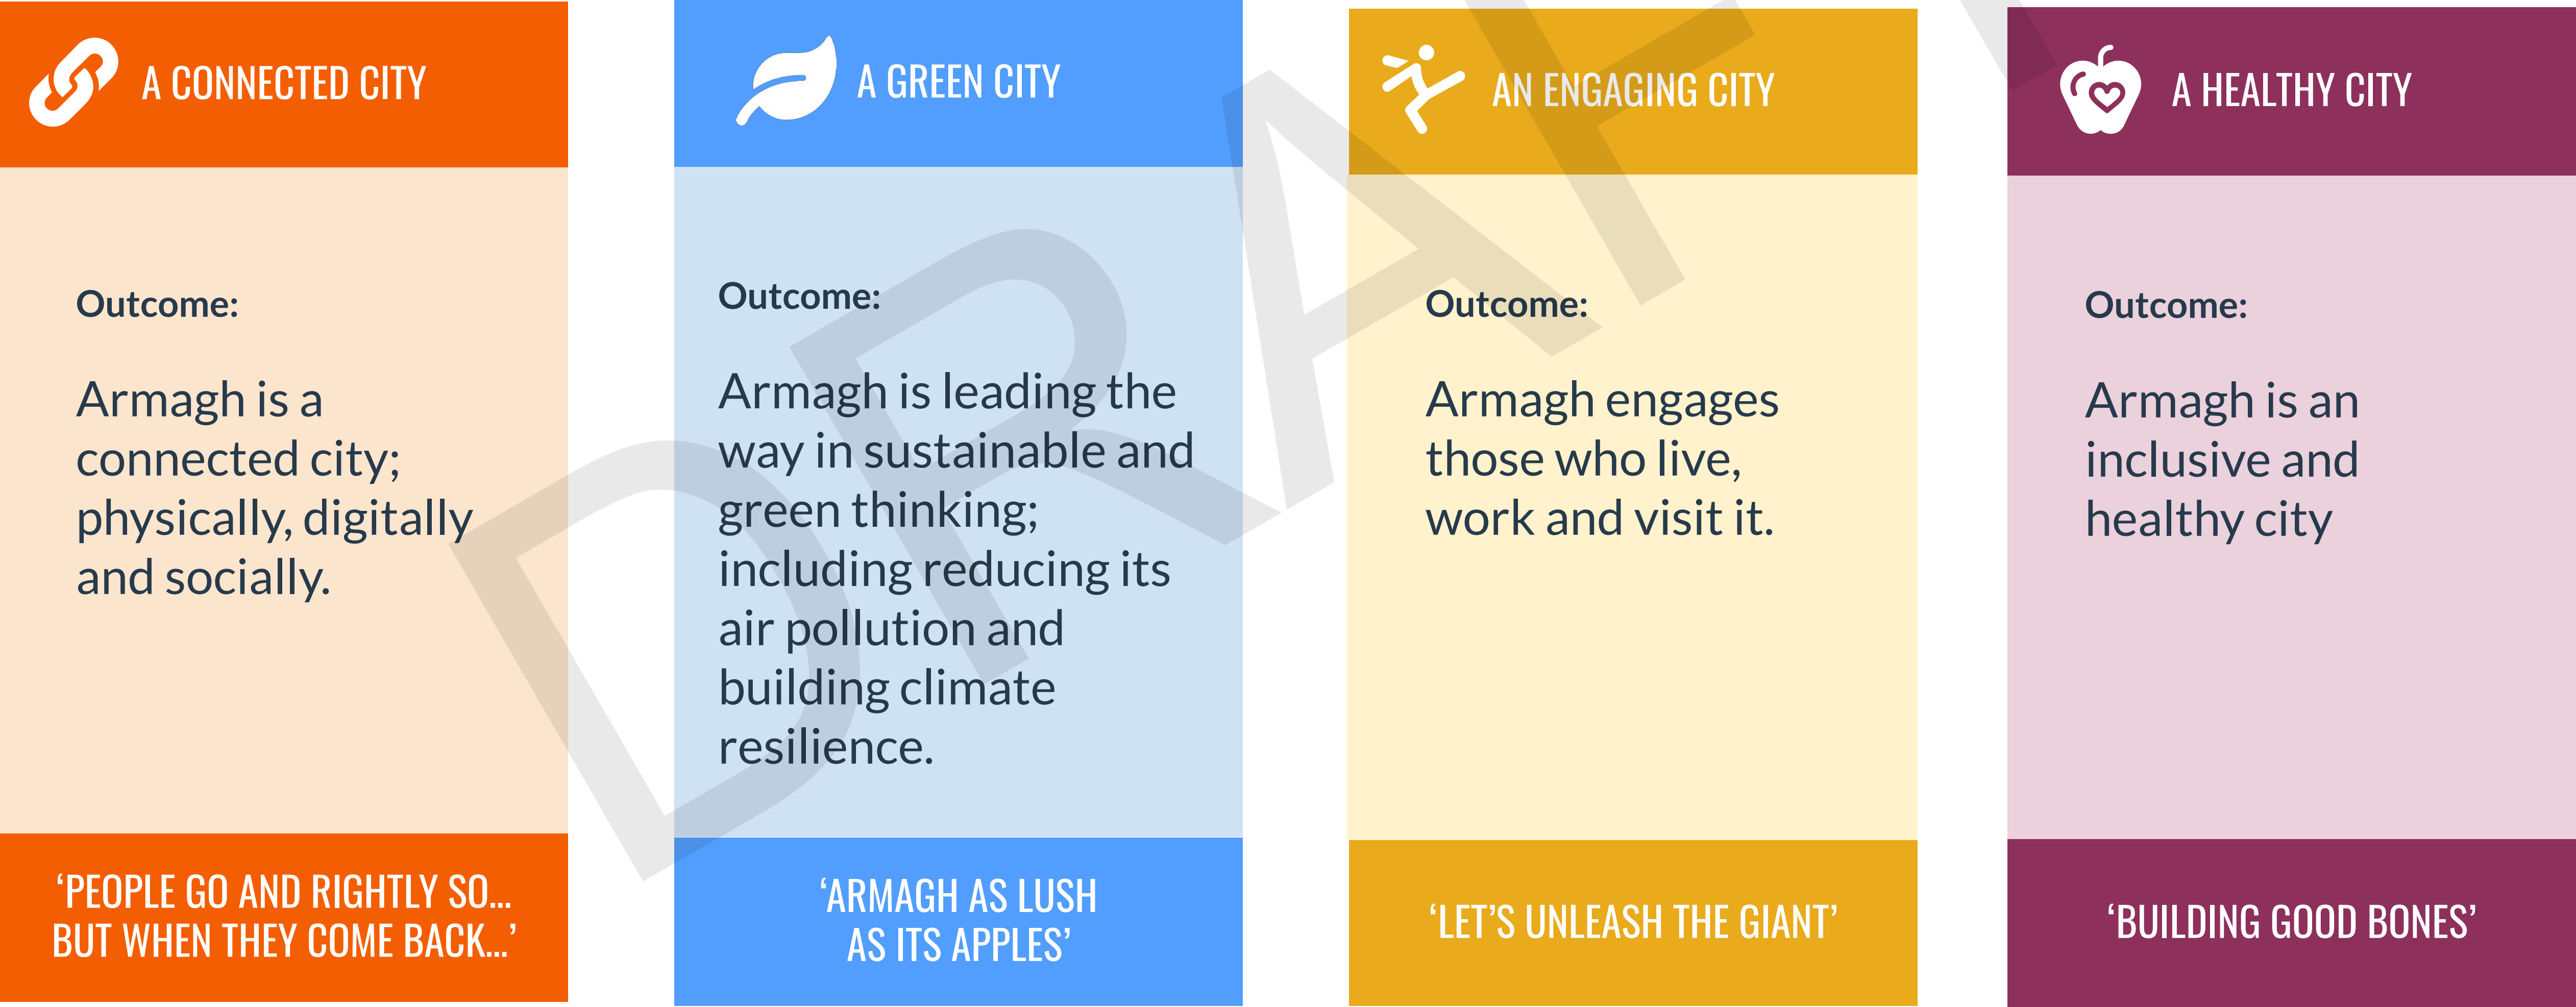 A CONNECTED CITY
Outcome:
Armagh is a
connected city;
physically, digitally
and socially.
‘PEOPLE GO AND RIGHTLY SO...
BUT WHEN THEY COME BACK...’
A GREEN CITY
Outcome:
Armagh is leading the
way in sustainable and
green thinking;
including reducing its
air pollution and
building climate
resilience.
‘ARMAGH AS LUSH
AS ITS APPLES’
AN ENGAGING CITY
Outcome:
Armagh engages
those who live,
work and visit it.
‘LET’S UNLEASH THE GIANT’
A HEALTHY CITY
Outcome:
Armagh is an
inclusive and
healthy city
‘BUILDING GOOD BONES’
DRAFT